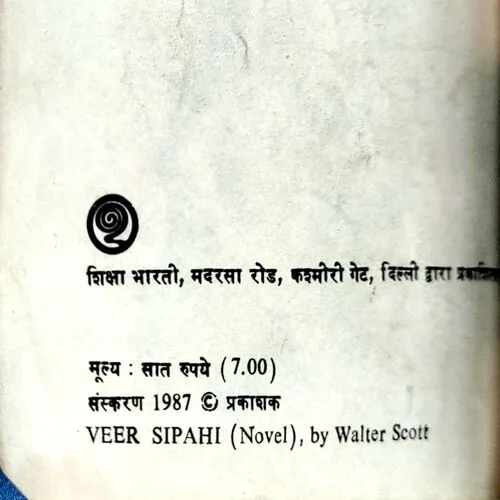 शिक्षा भारती, मदरसा रोड, कश्मीरी गेट, दिल्ली द्वारा
मूल्य : सात रुपये (7.00)
संस्करण 1987 © प्रकाशक
VEER SIPAHI (Novel), by Walter Scott